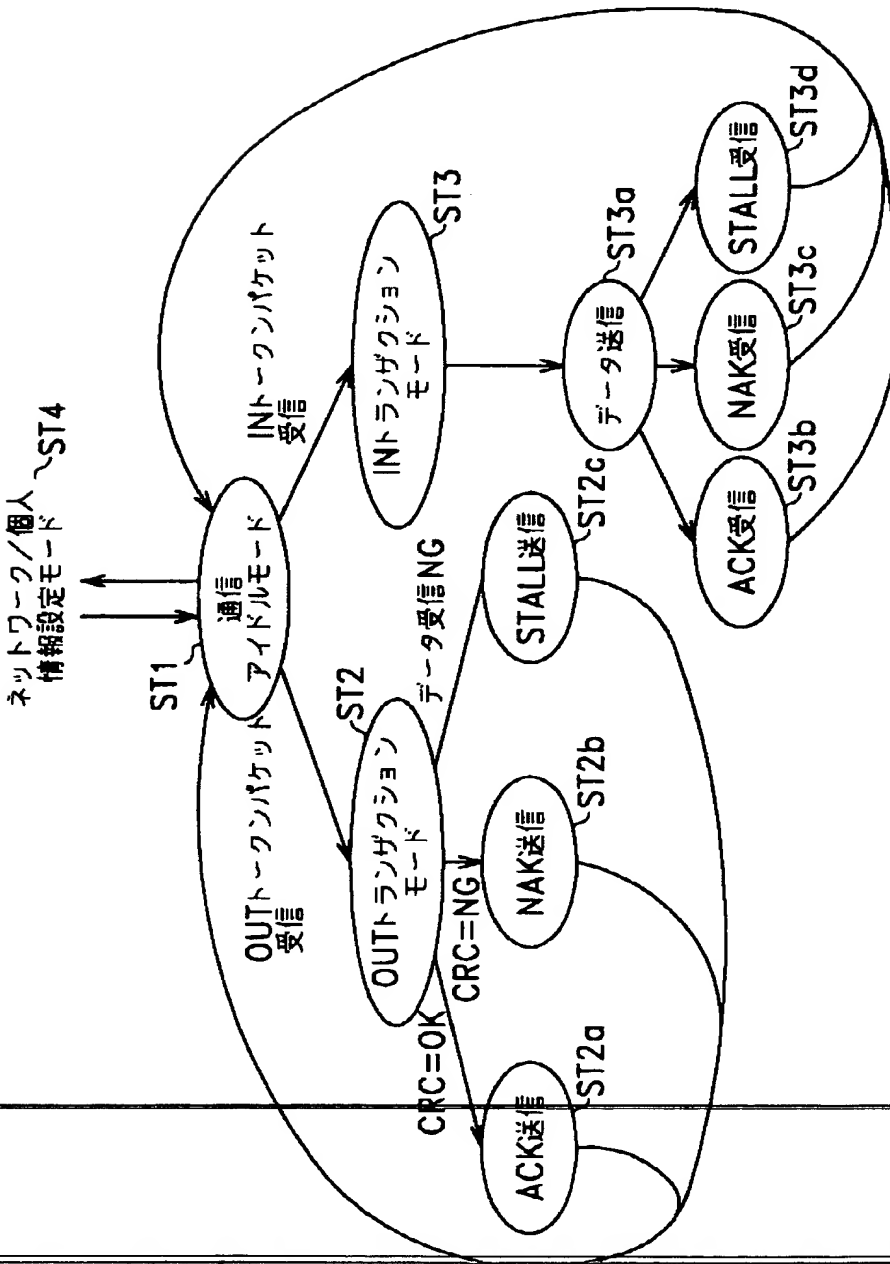 ネットワーク/個人
情報設定モード
ST4
ST1
通信
アイドルモード
OUTトークンパケット
受信
INトークンパケット
受信
ST2
OUTトランザクション
モード
ST3
INトランザクション
モード
CRC=OK
CRC=NG
データ受信NG
ACK送信
ST2a
NAK送信
ST2b
STALL送信
ST2c
データ送信
ST3a
ACK受信
ST3b
NAK受信
ST3c
STALL受信
ST3d